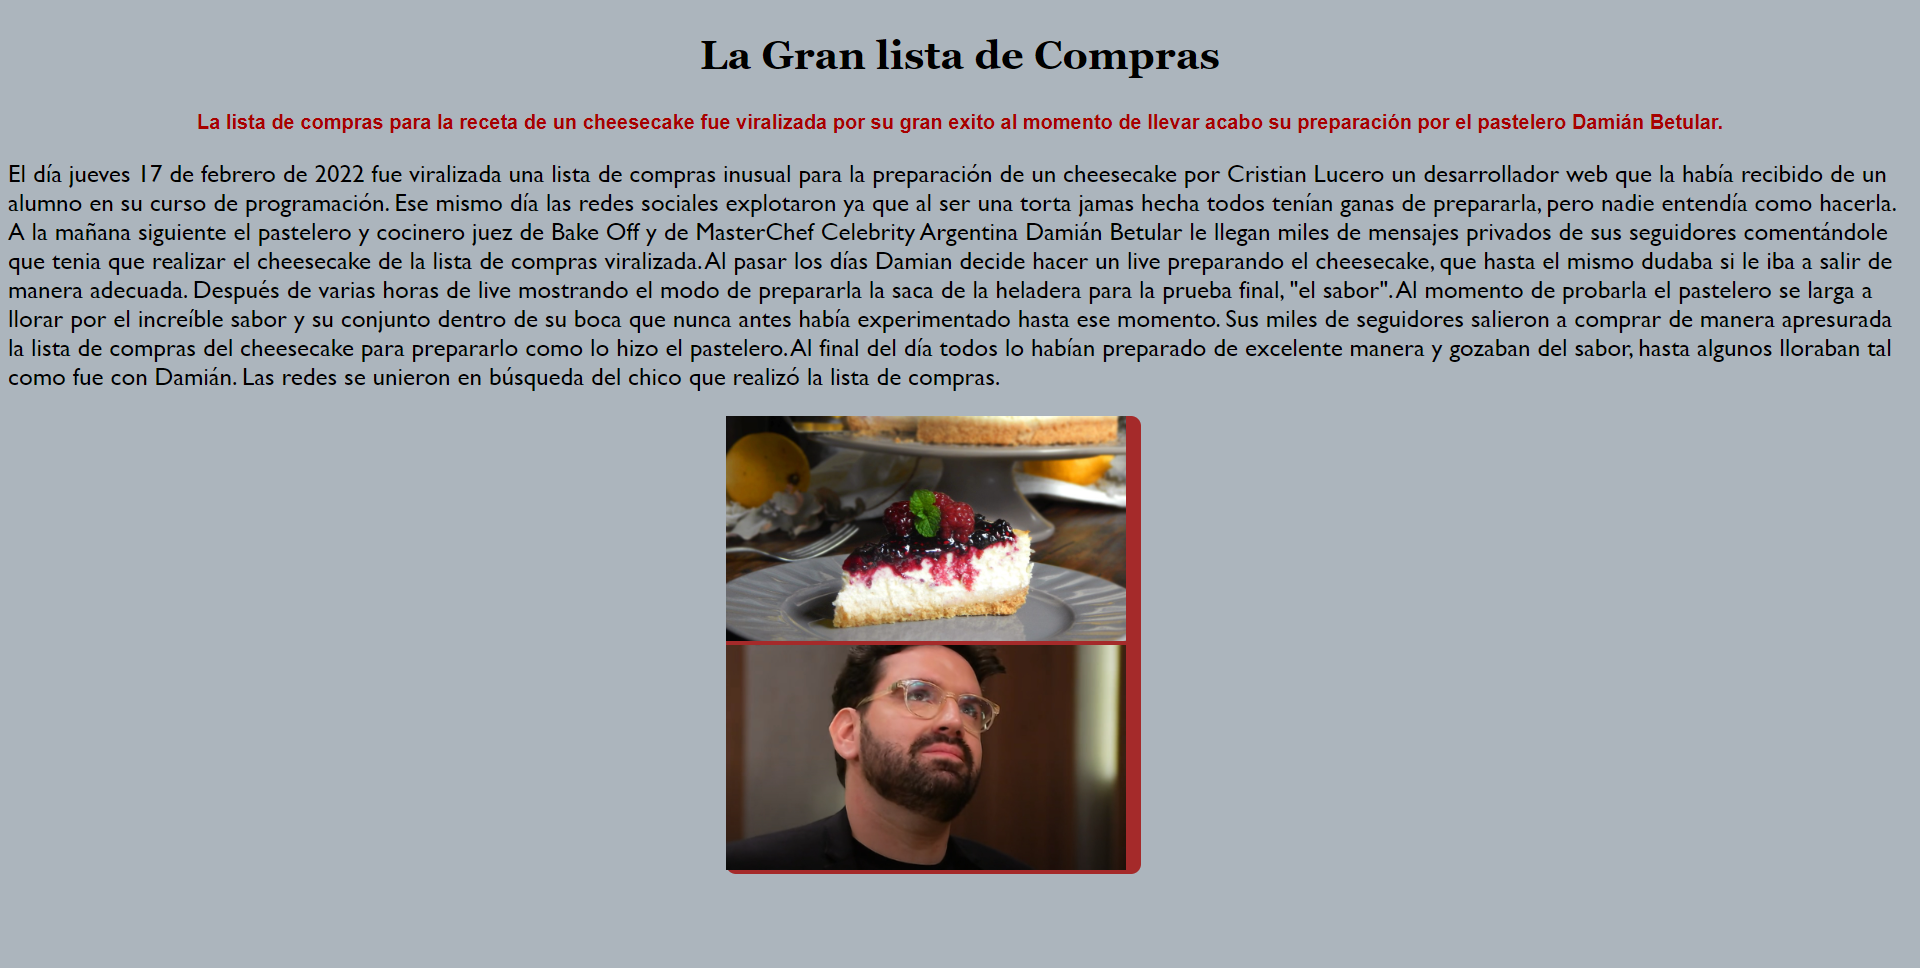 La Gran lista de Compras
La lista de compras para la receta de un cheesecake fue viralizada por su gran exito al momento de llevar acabo su preparación por el pastelero Damián Betular.
El día jueves 17 de febrero de 2022 fue viralizada una lista de compras inusual para la preparación de un cheesecake por Cristian Lucero un desarrollador web que la había recibido de un
alumno en su curso de programación. Ese mismo día las redes sociales explotaron ya que al ser una torta jamas hecha todos tenían ganas de prepararla, pero nadie entendía como hacerla.
A la mañana siguiente el pastelero y cocinero juez de Bake Off y de MasterChef Celebrity Argentina Damián Betular le llegan miles de mensajes privados de sus seguidores comentándole
que tenia que realizar el cheesecake de la lista de compras viralizada. Al pasar los días Damian decide hacer un live preparando el cheesecake, que hasta el mismo dudaba si le iba a salir de
manera adecuada. Después de varias horas de live mostrando el modo de prepararla la saca de la heladera para la prueba final, "el sabor". Al momento de probarla el pastelero se larga a
llorar por el increíble sabor y su conjunto dentro de su boca que nunca antes había experimentado hasta ese momento. Sus miles de seguidores salieron a comprar de manera apresurada
la lista de compras del cheesecake para prepararlo como lo hizo el pastelero. Al final del día todos lo habían preparado de excelente manera y gozaban del sabor, hasta algunos lloraban tal
como fue con Damián. Las redes se unieron en búsqueda del chico que realizó la lista de compras.